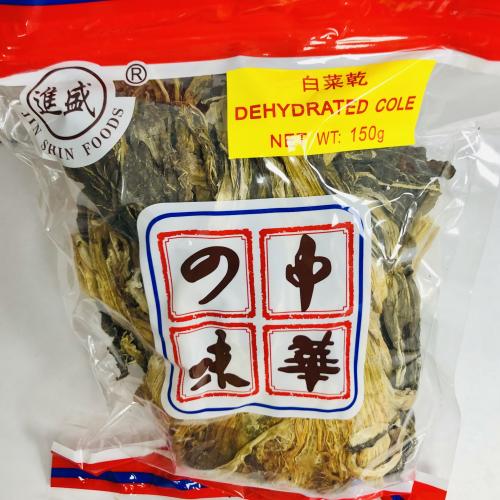 進盛
®
JIN SHIN FOODS
白菜乾
DEHYDRATED COLE
NET WT: 150g
中華
の味